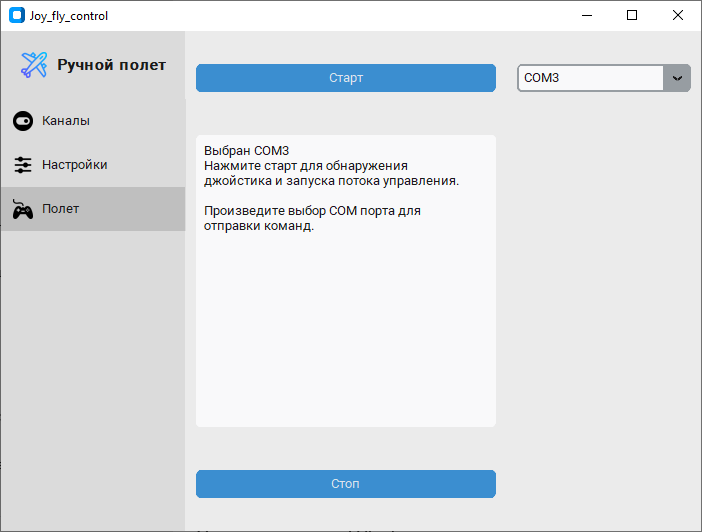 Joy_fly_control
Ручной полет
Каналы
Настройки
Полет
Старт
COM3
Выбран COM3
Нажмите старт для обнаружения
джойстика и запуска потока управления.
Произведите выбор COM порта для
отправки команд.
Стоп